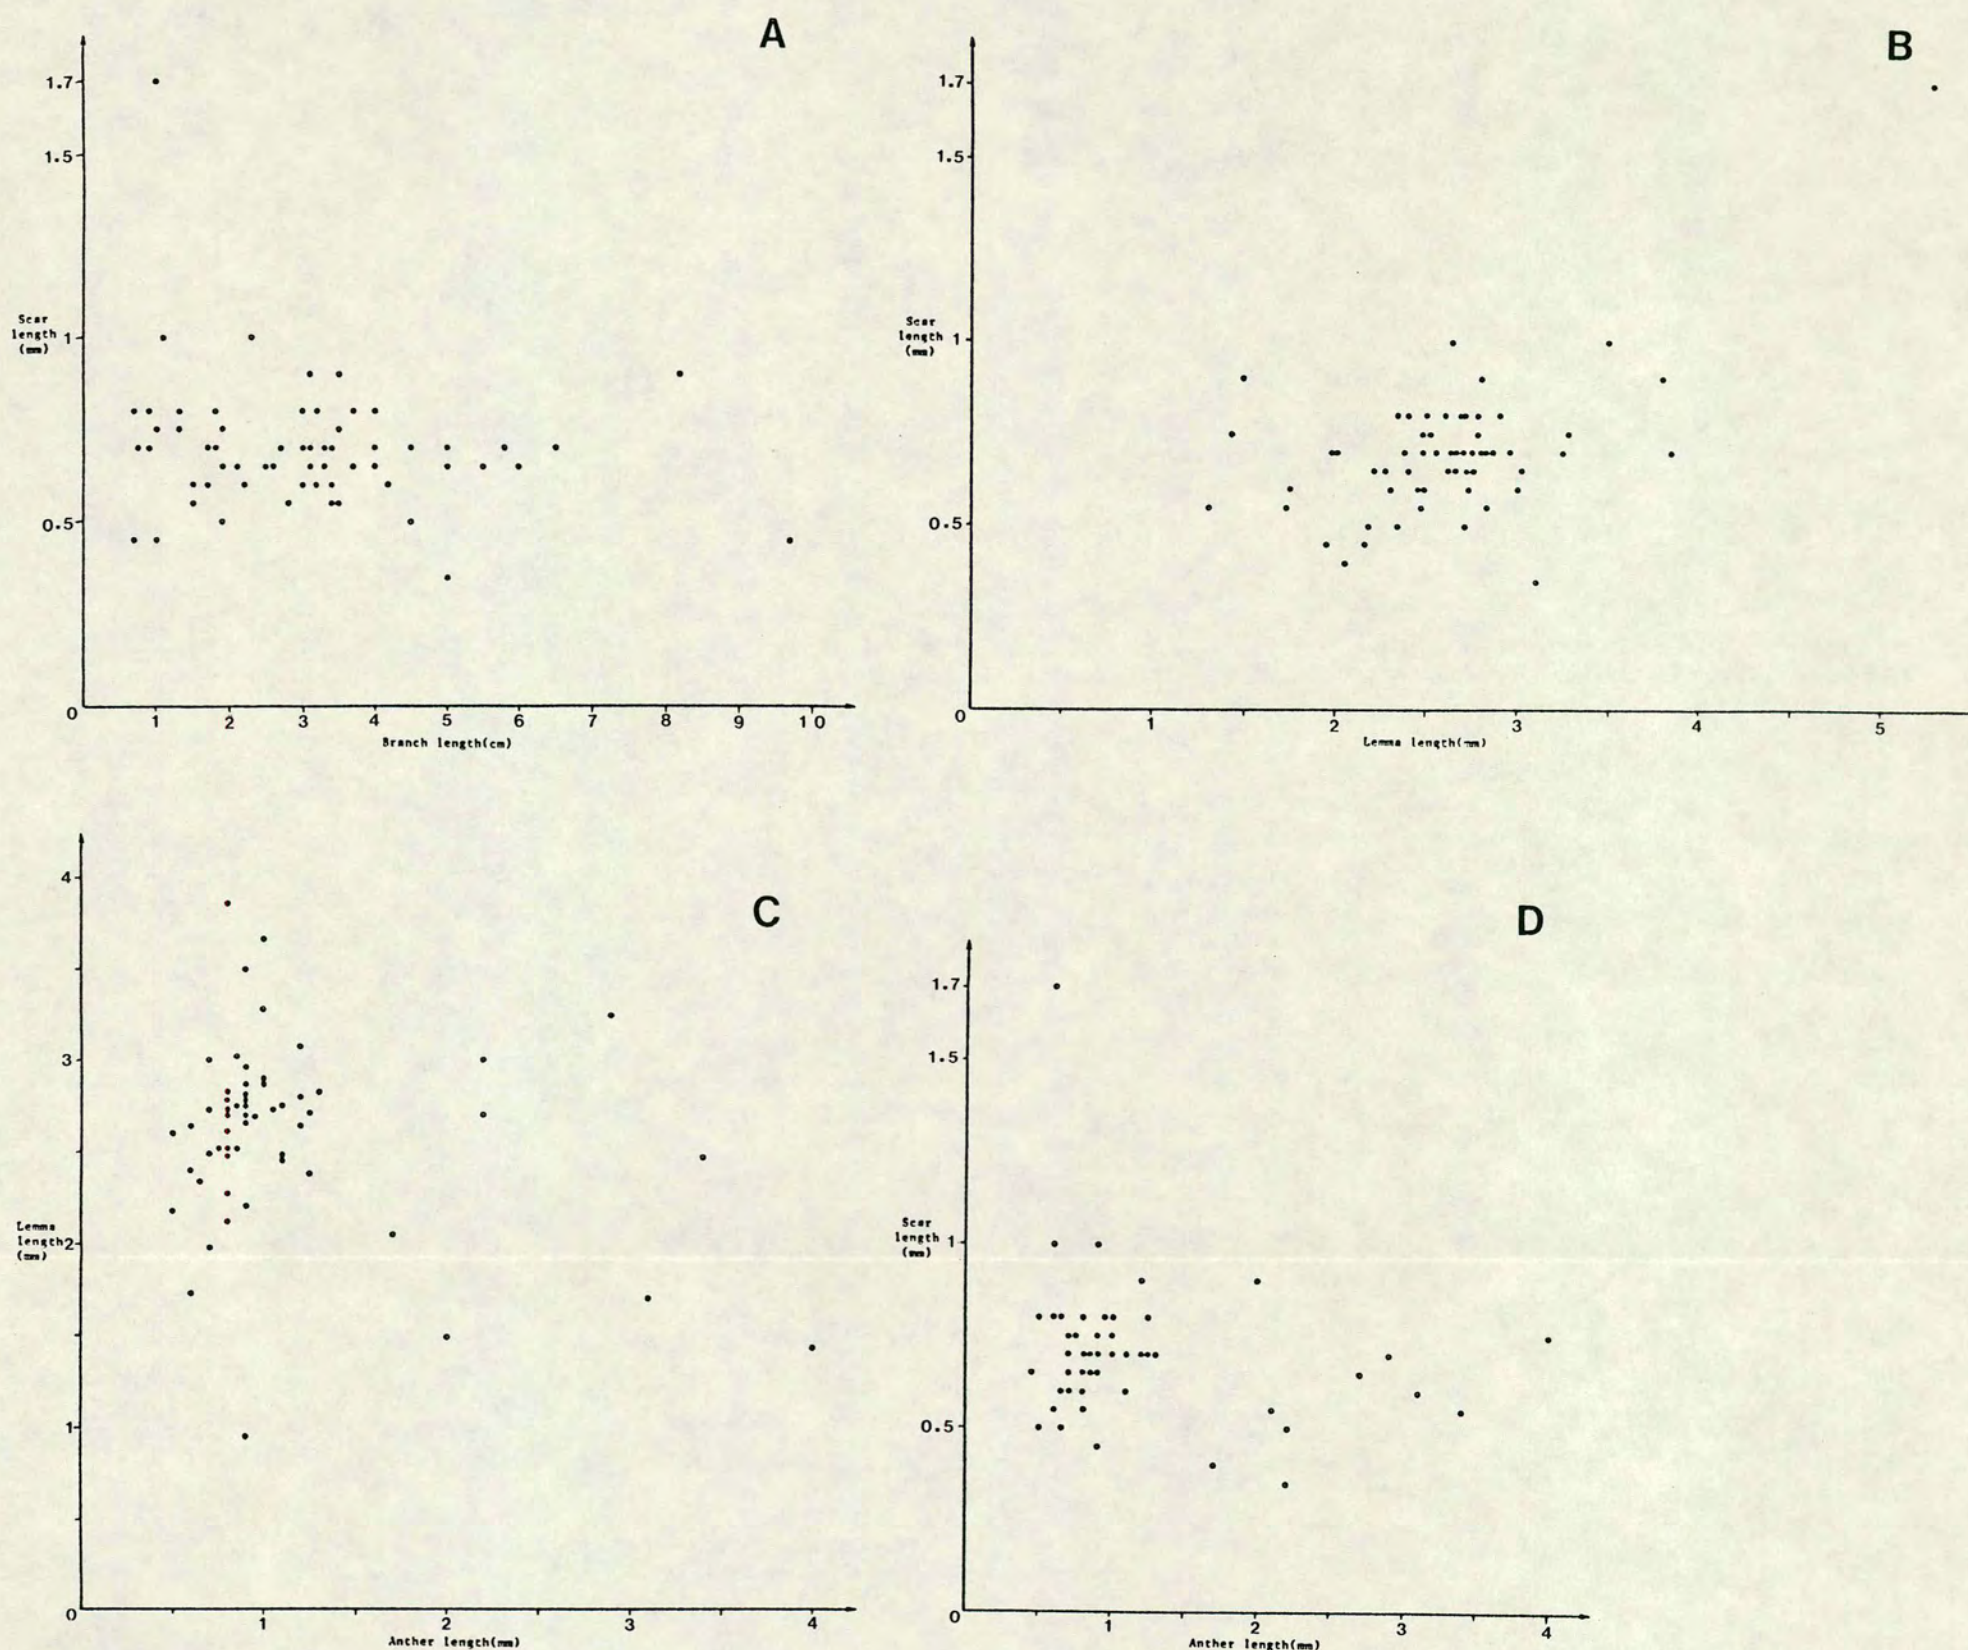 A
1.7
1.5
Scar
length 1
(mm)
0.5
0
1 2 3 4 5 6 7 8 9 10
Branch length(cm)
B
1.7
1.5
Scar
length 1
(mm)
0.5
0
1 2 3 4 5
Lemma length(mm)
C
4
3
Lemma
length 2
(mm)
1
0
1 2 3 4
Anther length(mm)
D
1.7
1.5
Scar
length 1
(mm)
0.5
0
1 2 3 4
Anther length(mm)